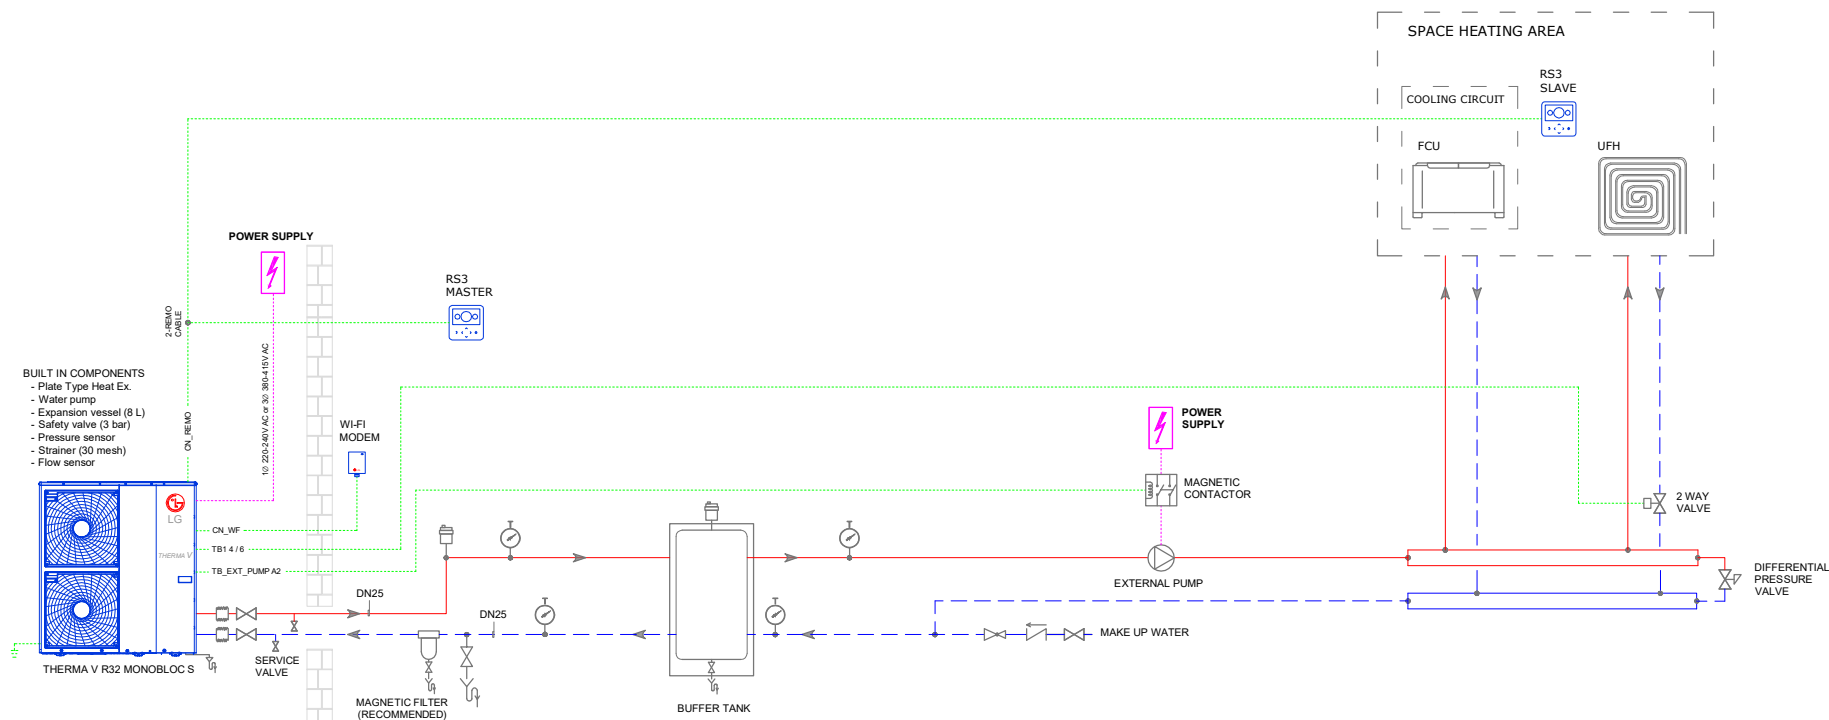 SPACE HEATING AREA
RS3
SLAVE
COOLING CIRCUIT
FCU
UFH
POWER SUPPLY
RS3
MASTER
2-REMO
CABLE
1∅ 220-240V AC or 3∅ 380-415V AC
BUILT IN COMPONENTS
- Plate Type Heat Ex.
- Water pump
- Expansion vessel (8 L)
- Safety valve (3 bar)
- Pressure sensor
- Strainer (30 mesh)
- Flow sensor
CN_REMO
WI-FI
MODEM
POWER
SUPPLY
MAGNETIC
CONTACTOR
2 WAY
VALVE
LG
THERMA V
CN_WF
TB1 4 / 6
TB_EXT_PUMP A2
T
T
EXTERNAL PUMP
DIFFERENTIAL
PRESSURE
VALVE
DN25
DN25
T
T
MAKE UP WATER
SERVICE
VALVE
THERMA V R32 MONOBLOC S
MAGNETIC FILTER
(RECOMMENDED)
BUFFER TANK